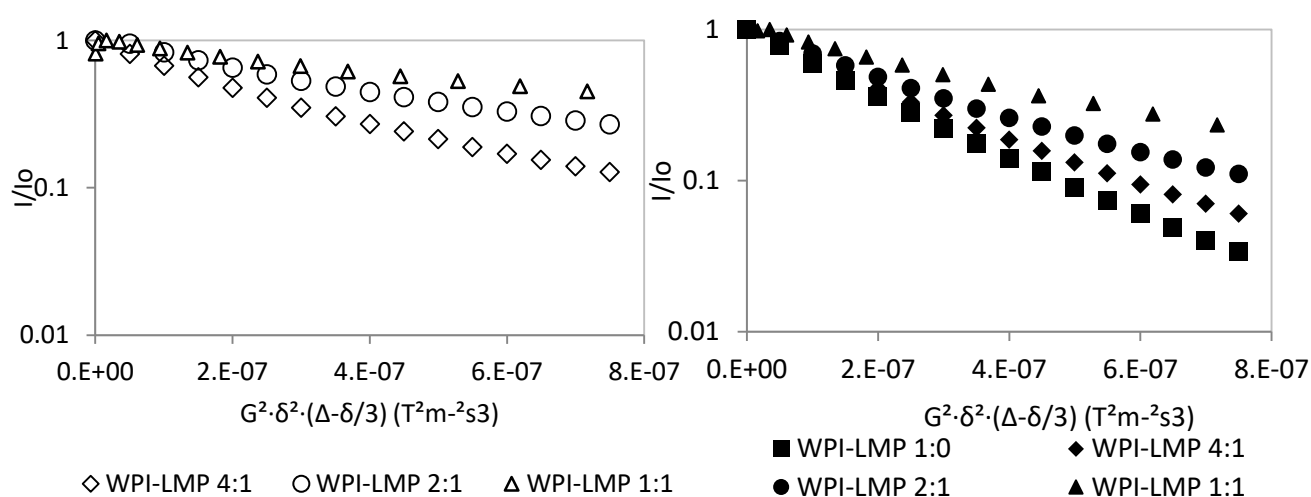 1
0.1
0.01
I/Io
0.E+00 2.E-07 4.E-07 6.E-07 8.E-07
G²·δ²·(Δ-δ/3) (T²m-²s3)
WPI-LMP 4:1 WPI-LMP 2:1 WPI-LMP 1:1
1
0.1
0.01
I/Io
0.E+00 2.E-07 4.E-07 6.E-07 8.E-07
G²·δ²·(Δ-δ/3) (T²m-²s3)
WPI-LMP 1:0 WPI-LMP 4:1
WPI-LMP 2:1 WPI-LMP 1:1